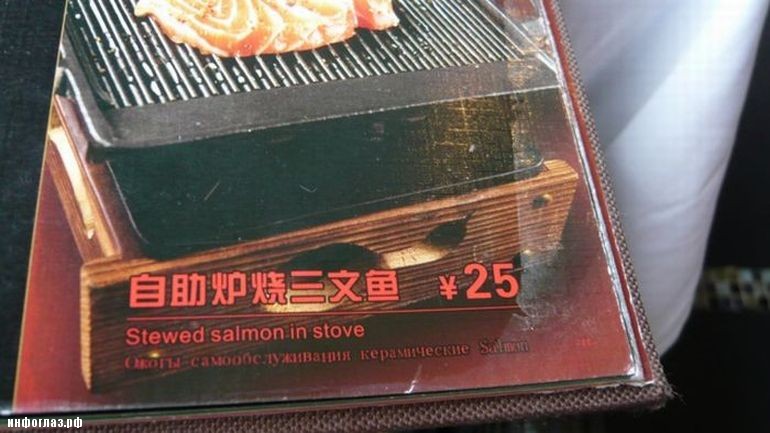 自助炉烧三文鱼 ¥25
Stewed salmon in stove
Ожоги самообслуживания керамические Salmon
инфоглаз.рф